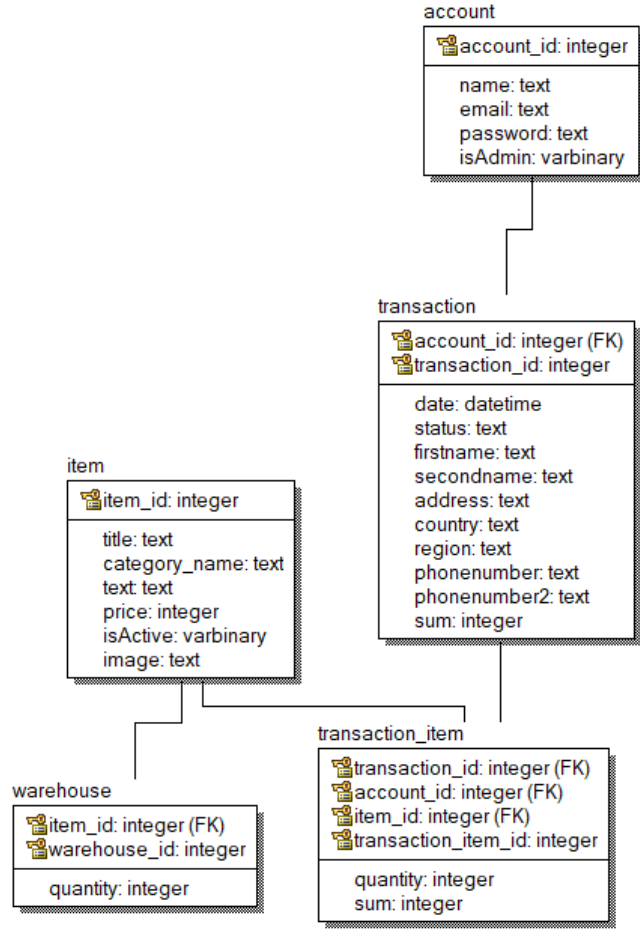 account
account_id: integer
name: text
email: text
password: text
isAdmin: varbinary
transaction
account_id: integer (FK)
transaction_id: integer
date: datetime
status: text
firstname: text
secondname: text
address: text
country: text
region: text
phonenumber: text
phonenumber2: text
sum: integer
item
item_id: integer
title: text
category_name: text
text: text
price: integer
isActive: varbinary
image: text
warehouse
item_id: integer (FK)
warehouse_id: integer
quantity: integer
transaction_item
transaction_id: integer (FK)
account_id: integer (FK)
item_id: integer (FK)
transaction_item_id: integer
quantity: integer
sum: integer